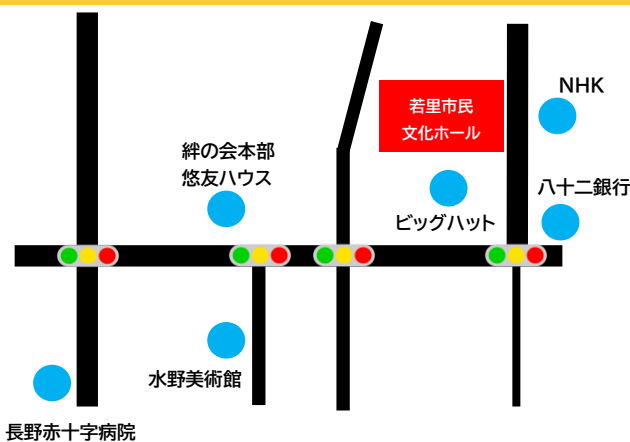 NHK
若里市民
文化ホール
絆の会本部
悠友ハウス
八十二銀行
ビッグハット
水野美術館
長野赤十字病院